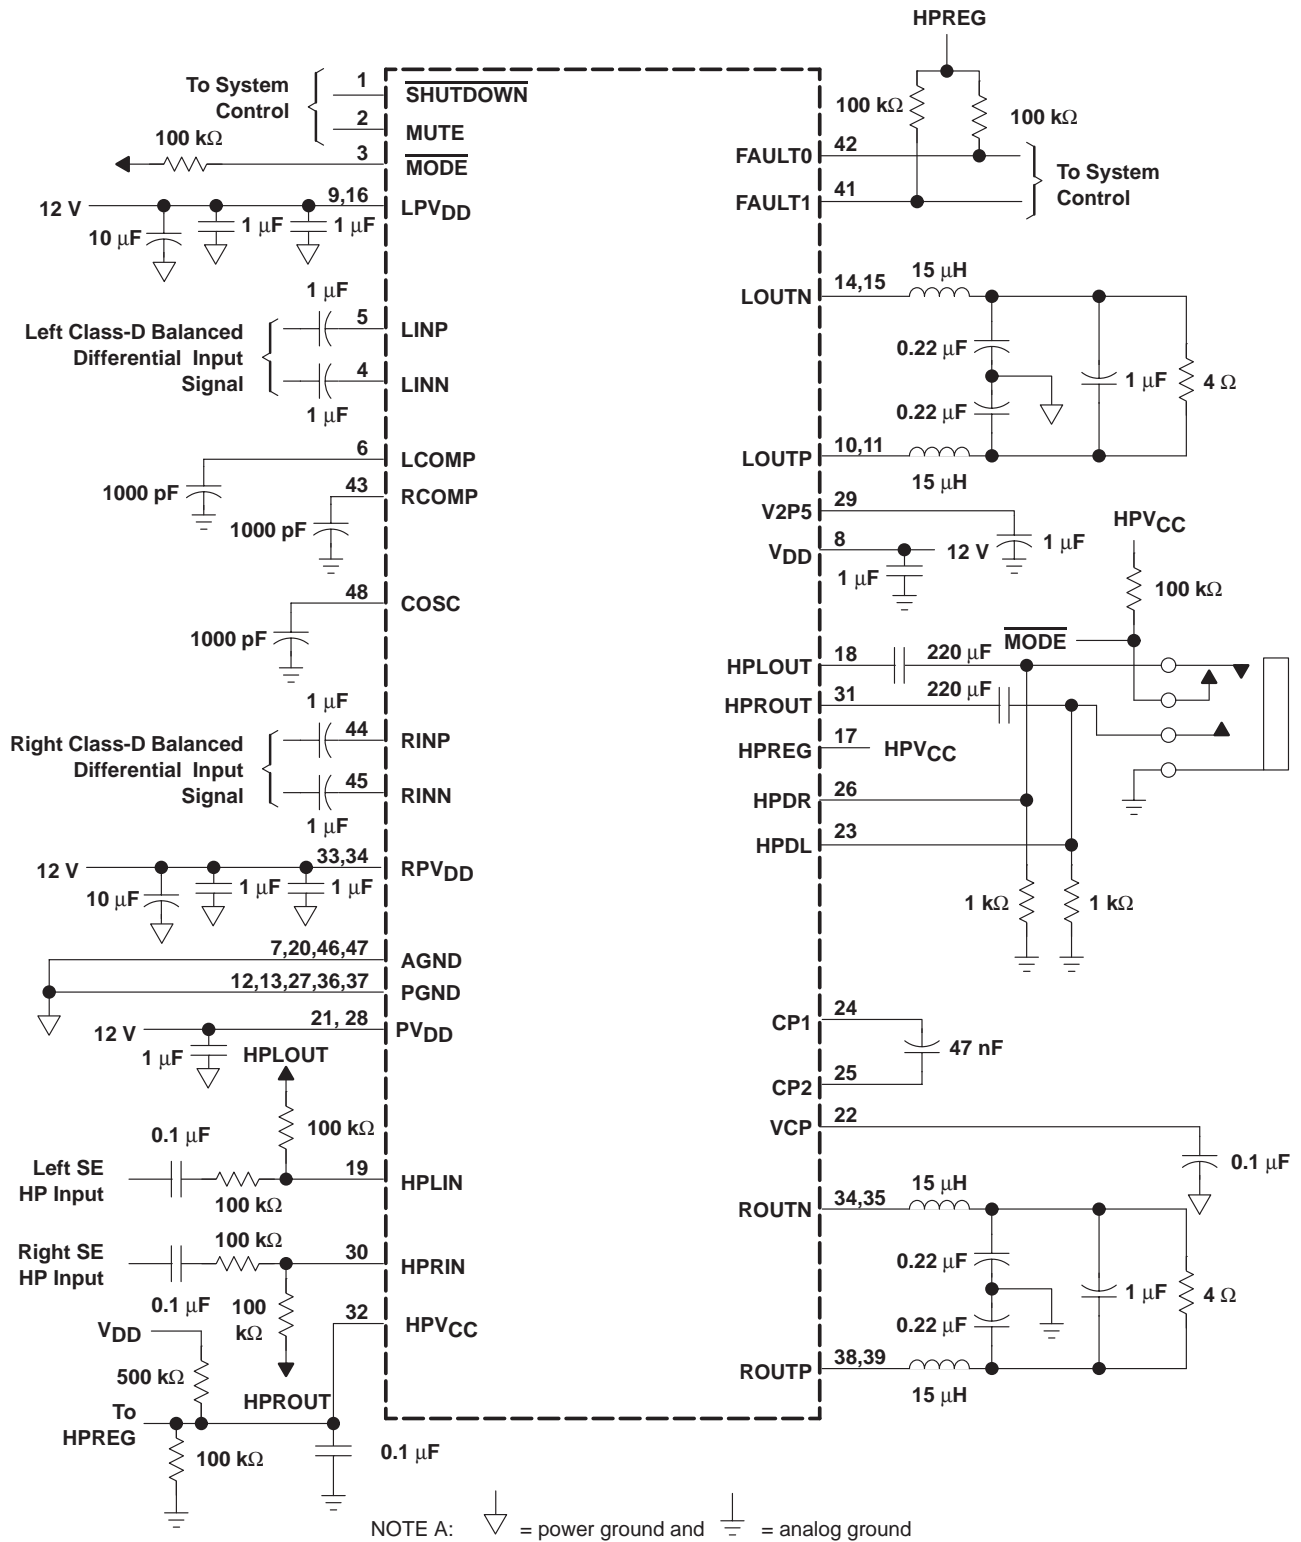 HPREG
To System
Control
1
SHUTDOWN
2
MUTE
100 kΩ
3
MODE
100 kΩ
100 kΩ
42
FAULT0
41
FAULT1
To System
Control
12 V
9,16
LPVDD
10 μF
1 μF
1 μF
1 μF
5
LINP
Left Class-D Balanced
Differential Input
Signal
4
LINN
1 μF
15 μH
14,15
LOUTN
0.22 μF
0.22 μF
1 μF
4 Ω
10,11
LOUTP
15 μH
6
LCOMP
1000 pF
43
RCOMP
1000 pF
29
V2P5
1 μF
8
VDD
12 V
1 μF
HPVCC
100 kΩ
MODE
48
COSC
1000 pF
18
HPLOUT
220 μF
220 μF
31
HPROUT
17
HPREG
HPVCC
26
HPDR
23
HPDL
1 kΩ
1 kΩ
1 μF
44
RINP
Right Class-D Balanced
Differential Input
Signal
45
RINN
1 μF
12 V
33,34
RPVDD
10 μF
1 μF
1 μF
7,20,46,47
AGND
12,13,27,36,37
PGND
12 V
21, 28
PVDD
1 μF
HPLOUT
24
CP1
47 nF
25
CP2
22
VCP
0.1 μF
100 kΩ
0.1 μF
Left SE
HP Input
19
HPLIN
100 kΩ
100 kΩ
Right SE
HP Input
30
HPRIN
0.1 μF
100
kΩ
32
HPVCC
VDD
500 kΩ
HPROUT
To
HPREG
100 kΩ
0.1 μF
15 μH
34,35
ROUTN
0.22 μF
0.22 μF
1 μF
4 Ω
38,39
ROUTP
15 μH
NOTE A: = power ground and = analog ground